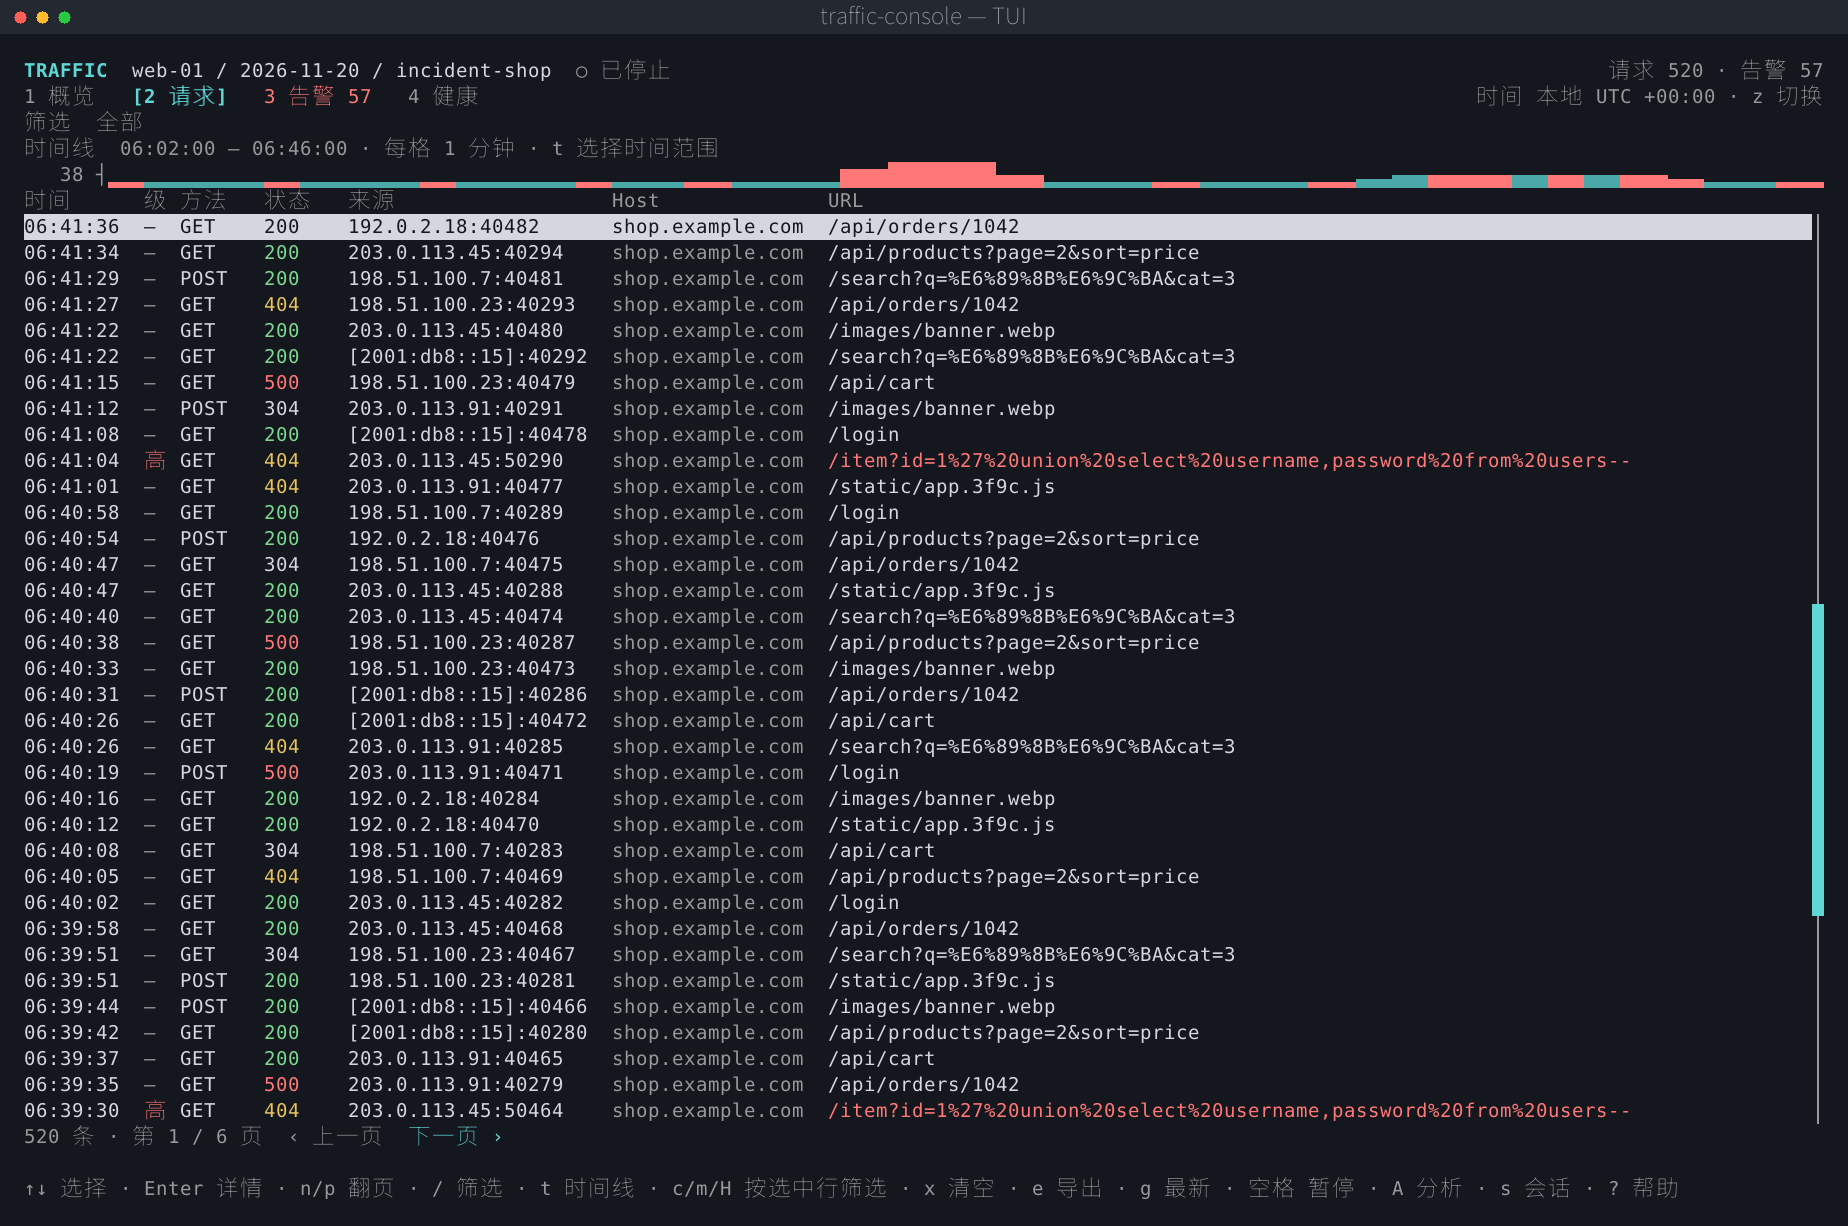 traffic-console — TUI
TRAFFIC web-01 / 2026-11-20 / incident-shop ○ 已停止 请求 520 · 告警 57
1 概览 [2 请求] 3 告警 57 4 健康 时间 本地 UTC +00:00 · z 切换
筛选 全部
时间线 06:02:00 – 06:46:00 · 每格 1 分钟 · t 选择时间范围
38
时间 级 方法 状态 来源 Host URL
06:41:36 – GET 200 192.0.2.18:40482 shop.example.com /api/orders/1042
06:41:34 – GET 200 203.0.113.45:40294 shop.example.com /api/products?page=2&sort=price
06:41:29 – POST 200 198.51.100.7:40481 shop.example.com /search?q=%E6%89%8B%E6%9C%BA&cat=3
06:41:27 – GET 404 198.51.100.23:40293 shop.example.com /api/orders/1042
06:41:22 – GET 200 203.0.113.45:40480 shop.example.com /images/banner.webp
06:41:22 – GET 200 [2001:db8::15]:40292 shop.example.com /search?q=%E6%89%8B%E6%9C%BA&cat=3
06:41:15 – GET 500 198.51.100.23:40479 shop.example.com /api/cart
06:41:12 – POST 304 203.0.113.91:40291 shop.example.com /images/banner.webp
06:41:08 – GET 200 [2001:db8::15]:40478 shop.example.com /login
06:41:04 高 GET 404 203.0.113.45:50290 shop.example.com /item?id=1%27%20union%20select%20username,password%20from%20users--
06:41:01 – GET 404 203.0.113.91:40477 shop.example.com /static/app.3f9c.js
06:40:58 – GET 200 198.51.100.7:40289 shop.example.com /login
06:40:54 – POST 200 192.0.2.18:40476 shop.example.com /api/products?page=2&sort=price
06:40:47 – GET 304 198.51.100.7:40475 shop.example.com /api/orders/1042
06:40:47 – GET 200 203.0.113.45:40288 shop.example.com /static/app.3f9c.js
06:40:40 – GET 200 203.0.113.45:40474 shop.example.com /search?q=%E6%89%8B%E6%9C%BA&cat=3
06:40:38 – GET 500 198.51.100.23:40287 shop.example.com /api/products?page=2&sort=price
06:40:33 – GET 200 198.51.100.23:40473 shop.example.com /images/banner.webp
06:40:31 – POST 200 [2001:db8::15]:40286 shop.example.com /api/orders/1042
06:40:26 – GET 200 [2001:db8::15]:40472 shop.example.com /api/cart
06:40:26 – GET 404 203.0.113.91:40285 shop.example.com /search?q=%E6%89%8B%E6%9C%BA&cat=3
06:40:19 – POST 500 203.0.113.91:40471 shop.example.com /login
06:40:16 – GET 200 192.0.2.18:40284 shop.example.com /images/banner.webp
06:40:12 – GET 200 192.0.2.18:40470 shop.example.com /static/app.3f9c.js
06:40:08 – GET 304 198.51.100.7:40283 shop.example.com /api/cart
06:40:05 – GET 404 198.51.100.7:40469 shop.example.com /api/products?page=2&sort=price
06:40:02 – GET 200 203.0.113.45:40282 shop.example.com /login
06:39:58 – GET 200 203.0.113.45:40468 shop.example.com /api/orders/1042
06:39:51 – GET 304 198.51.100.23:40467 shop.example.com /search?q=%E6%89%8B%E6%9C%BA&cat=3
06:39:51 – POST 200 198.51.100.23:40281 shop.example.com /static/app.3f9c.js
06:39:44 – POST 200 [2001:db8::15]:40466 shop.example.com /images/banner.webp
06:39:42 – GET 200 [2001:db8::15]:40280 shop.example.com /api/products?page=2&sort=price
06:39:37 – GET 200 203.0.113.91:40465 shop.example.com /api/cart
06:39:35 – GET 500 203.0.113.91:40279 shop.example.com /api/orders/1042
06:39:30 高 GET 404 203.0.113.45:50464 shop.example.com /item?id=1%27%20union%20select%20username,password%20from%20users--
520 条 · 第 1 / 6 页 ‹ 上一页 下一页 ›
↑↓ 选择 · Enter 详情 · n/p 翻页 · / 筛选 · t 时间线 · c/m/H 按选中行筛选 · x 清空 · e 导出 · g 最新 · 空格 暂停 · A 分析 · s 会话 · ? 帮助